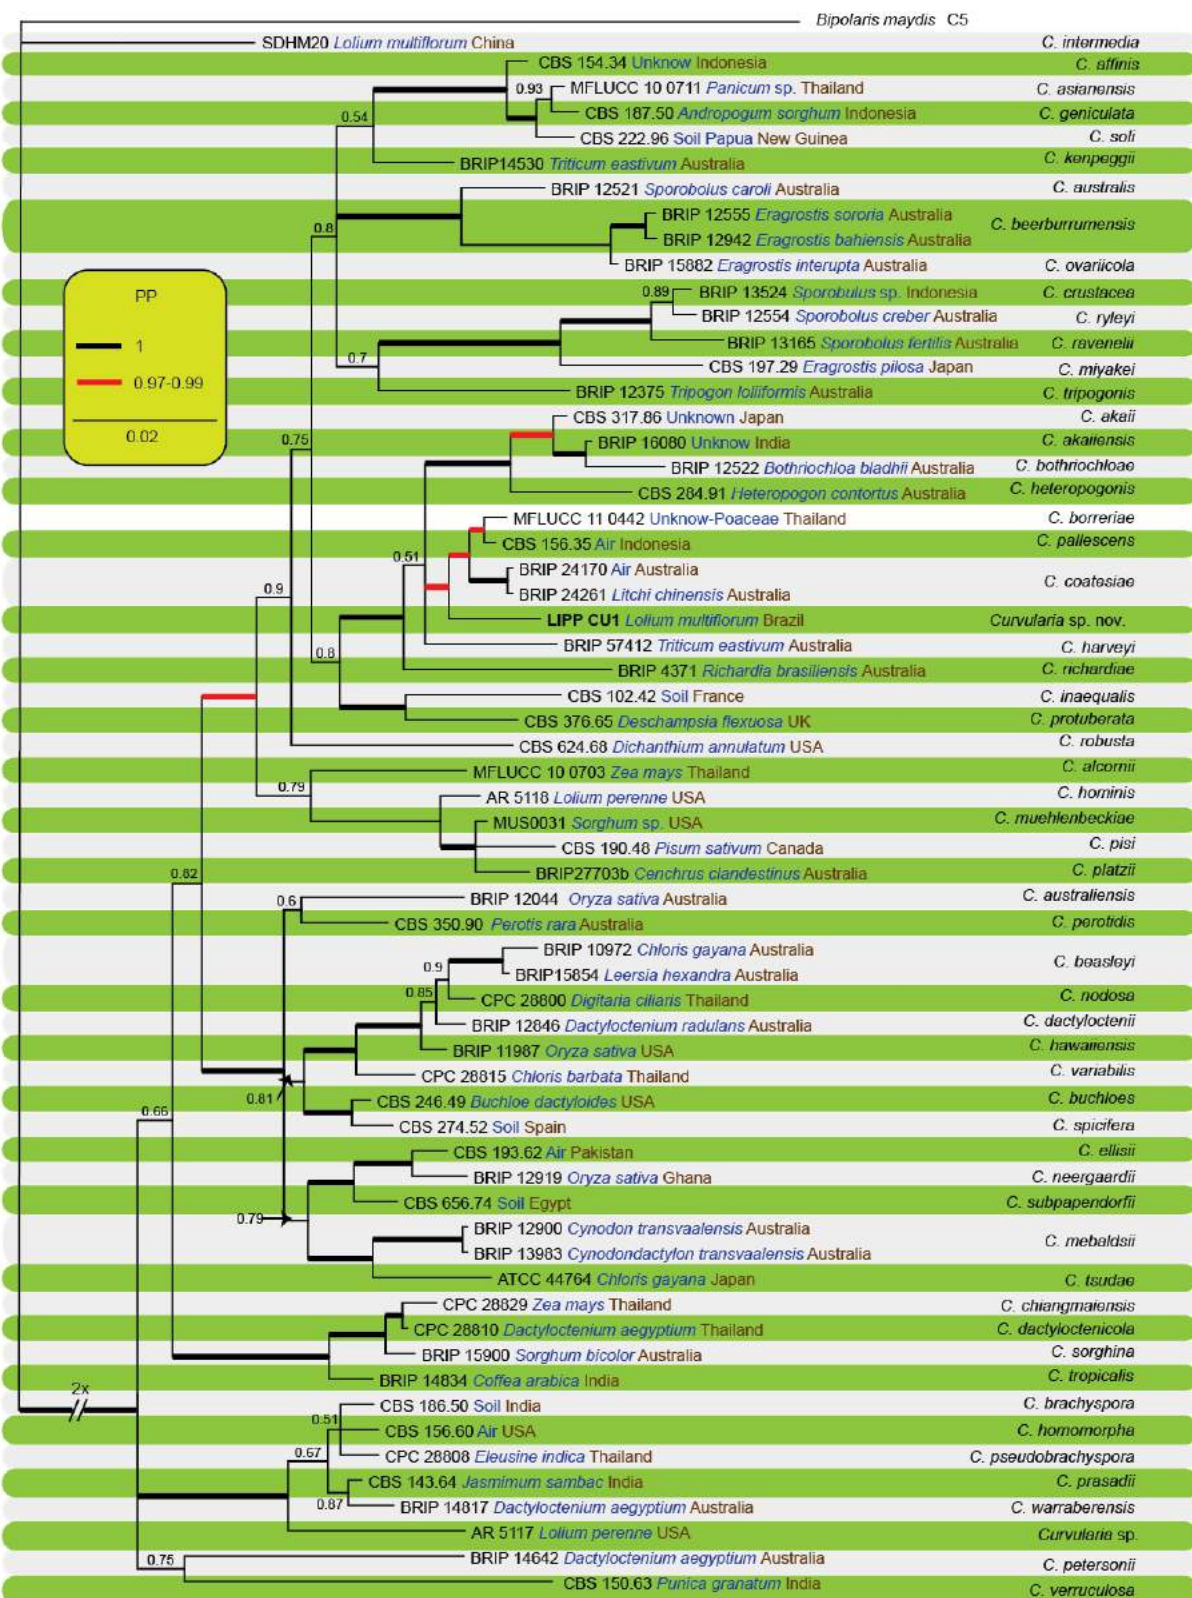 Bipolaris maydis C5
SDHM20 Lolium multiflorum China C. intermedia
CBS 154.34 Unknow Indonesia C. affinis
0.93 MFLUCC 10 0711 Panicum sp. Thailand C. asianensis
0.54 CBS 187.50 Andropogum sorghum Indonesia C. geniculata
CBS 222.96 Soil Papua New Guinea C. soli
BRIP14530 Triticum eastivum Australia C. kenpeggii
BRIP 12521 Sporobolus caroli Australia C. australis
BRIP 12555 Eragrostis sororia Australia
0.8 C. beerburrumensis
BRIP 12942 Eragrostis bahiensis Australia
BRIP 15882 Eragrostis interupta Australia C. ovariicola
PP 0.89 BRIP 13524 Sporobulus sp. Indonesia C. crustacea
BRIP 12554 Sporobolus creber Australia C. ryleyi
1 BRIP 13165 Sporobolus fertilis Australia C. ravenelii
0.7 CBS 197.29 Eragrostis pilosa Japan C. miyakei
0.97-0.99 BRIP 12375 Tripogon loliiformis Australia C. tripogonis
CBS 317.86 Unknown Japan C. akaii
0.02 0.75 BRIP 16080 Unknow India C. akaiiensis
BRIP 12522 Bothriochloa bladhii Australia C. bothriochloae
CBS 284.91 Heteropogon contortus Australia C. heteropogonis
MFLUCC 11 0442 Unknow-Poaceae Thailand C. borreriae
CBS 156.35 Air Indonesia C. pallescens
0.51 BRIP 24170 Air Australia
C. coatesiae
0.9 BRIP 24261 Litchi chinensis Australia
LIPP CU1 Lolium multiflorum Brazil Curvularia sp. nov.
0.8 BRIP 57412 Triticum eastivum Australia C. harveyi
BRIP 4371 Richardia brasiliensis Australia C. richardiae
CBS 102.42 Soil France C. inaequalis
CBS 376.65 Deschampsia flexuosa UK C. protuberata
CBS 624.68 Dichanthium annulatum USA C. robusta
MFLUCC 10 0703 Zea mays Thailand C. alcornii
0.79 AR 5118 Lolium perenne USA C. hominis
MUS0031 Sorghum sp. USA C. muehlenbeckiae
CBS 190.48 Pisum sativum Canada C. pisi
0.82 BRIP27703b Cenchrus clandestinus Australia C. platzii
0.6 BRIP 12044 Oryza sativa Australia C. australiensis
CBS 350.90 Perotis rara Australia C. perotidis
BRIP 10972 Chloris gayana Australia
C. beasleyi
0.9 BRIP15854 Leersia hexandra Australia
0.85 CPC 28800 Digitaria ciliaris Thailand C. nodosa
BRIP 12846 Dactyloctenium radulans Australia C. dactyloctenii
BRIP 11987 Oryza sativa USA C. hawaiiensis
CPC 28815 Chloris barbata Thailand C. variabilis
0.81 CBS 246.49 Buchloe dactyloides USA C. buchloes
0.66 CBS 274.52 Soil Spain C. spicifera
CBS 193.62 Air Pakistan C. ellisii
BRIP 12919 Oryza sativa Ghana C. neergaardii
CBS 656.74 Soil Egypt C. subpapendorfii
0.79 BRIP 12900 Cynodon transvaalensis Australia
C. mebaldsii
BRIP 13983 Cynodondactylon transvaalensis Australia
ATCC 44764 Chloris gayana Japan C. tsudae
CPC 28829 Zea mays Thailand C. chiangmaiensis
CPC 28810 Dactyloctenium aegyptium Thailand C. dactyloctenicola
BRIP 15900 Sorghum bicolor Australia C. sorghina
2x BRIP 14834 Coffea arabica India C. tropicalis
CBS 186.50 Soil India C. brachyspora
0.51 CBS 156.60 Air USA C. homomorpha
0.67 CPC 28808 Eleusine indica Thailand C. pseudobrachyspora
CBS 143.64 Jasmimum sambac India C. prasadii
0.87 BRIP 14817 Dactyloctenium aegyptium Australia C. warraberensis
AR 5117 Lolium perenne USA Curvularia sp.
0.75 BRIP 14642 Dactyloctenium aegyptium Australia C. petersonii
CBS 150.63 Punica granatum India C. verruculosa